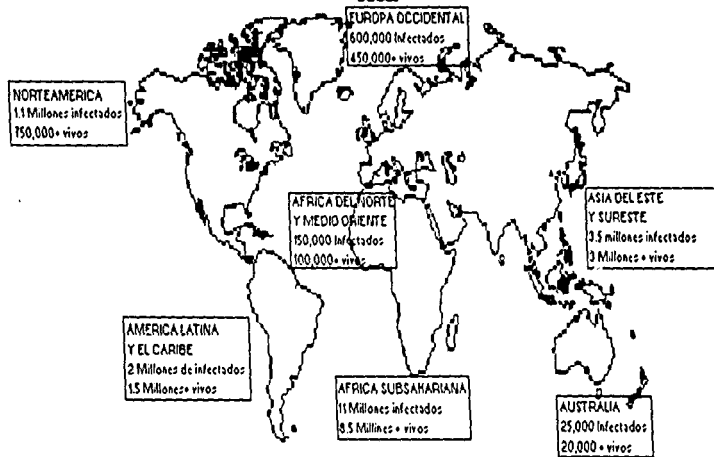 EUROPA OCCIDENTAL
600,000 Infectados
450,000+ vivos
NORTEAMERICA
1.1 Millones infectados
750,000+ vivos
AFRICA DEL NORTE
Y MEDIO ORIENTE
150,000 Infectados
100,000+ vivos
ASIA DEL ESTE
Y SURESTE
3.5 millones infectados
3 Millones + vivos
AMERICA LATINA
Y EL CARIBE
2 Millones de infectados
1.5 Millones+ vivos
AFRICA SUBSAKARIANA
11 Millones infectados
8.5 Millines + vivos
AUSTRALIA
25,000 Infectados
20,000 + vivos